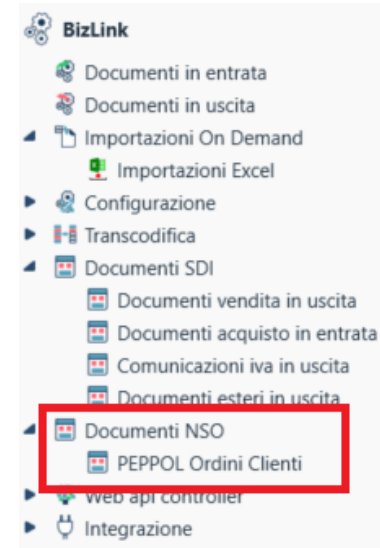 BizLink
Documenti in entrata
Documenti in uscita
Importazioni On Demand
Importazioni Excel
Configurazione
Transcodifica
Documenti SDI
Documenti vendita in uscita
Documenti acquisto in entrata
Comunicazioni iva in uscita
Documenti esteri in uscita
Documenti NSO
PEPPOL Ordini Clienti
Web api controller
Integrazione